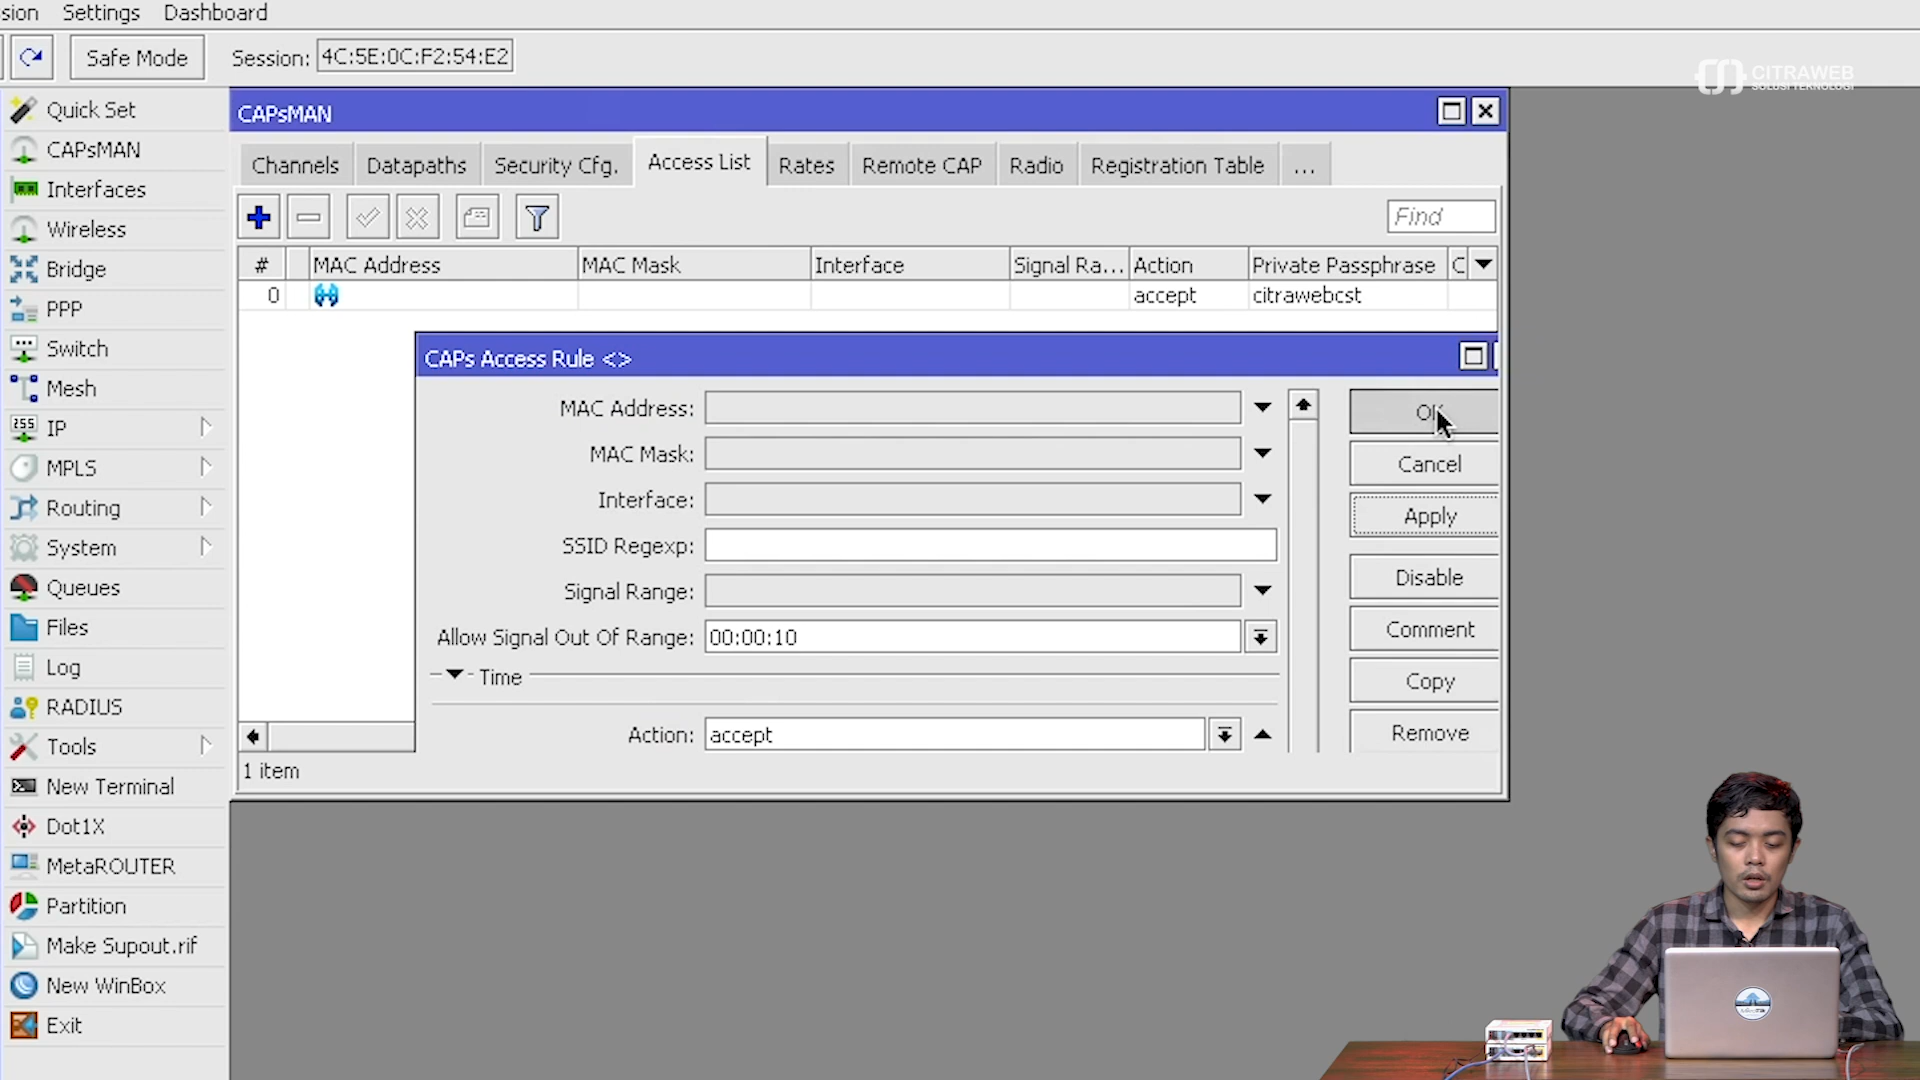 sion Settings Dashboard
Safe Mode Session: 4C:5E:0C:F2:54:E2
CITRAWEB
SOLUSI TEKNOLOGI
Quick Set
CAPsMAN
Interfaces
Wireless
Bridge
PPP
Switch
Mesh
255 IP
MPLS
Routing
System
Queues
Files
Log
RADIUS
Tools
New Terminal
Dot1X
MetaROUTER
Partition
Make Supout.rif
New WinBox
Exit
CAPsMAN
Channels Datapaths Security Cfg. Access List Rates Remote CAP Radio Registration Table ...
Find
# MAC Address MAC Mask Interface Signal Ra... Action Private Passphrase C
0 accept citrawebcst
CAPs Access Rule <>
MAC Address:
MAC Mask:
Interface:
SSID Regexp:
Signal Range:
Allow Signal Out Of Range: 00:00:10
Time
Action: accept
OK
Cancel
Apply
Disable
Comment
Copy
Remove
1 item